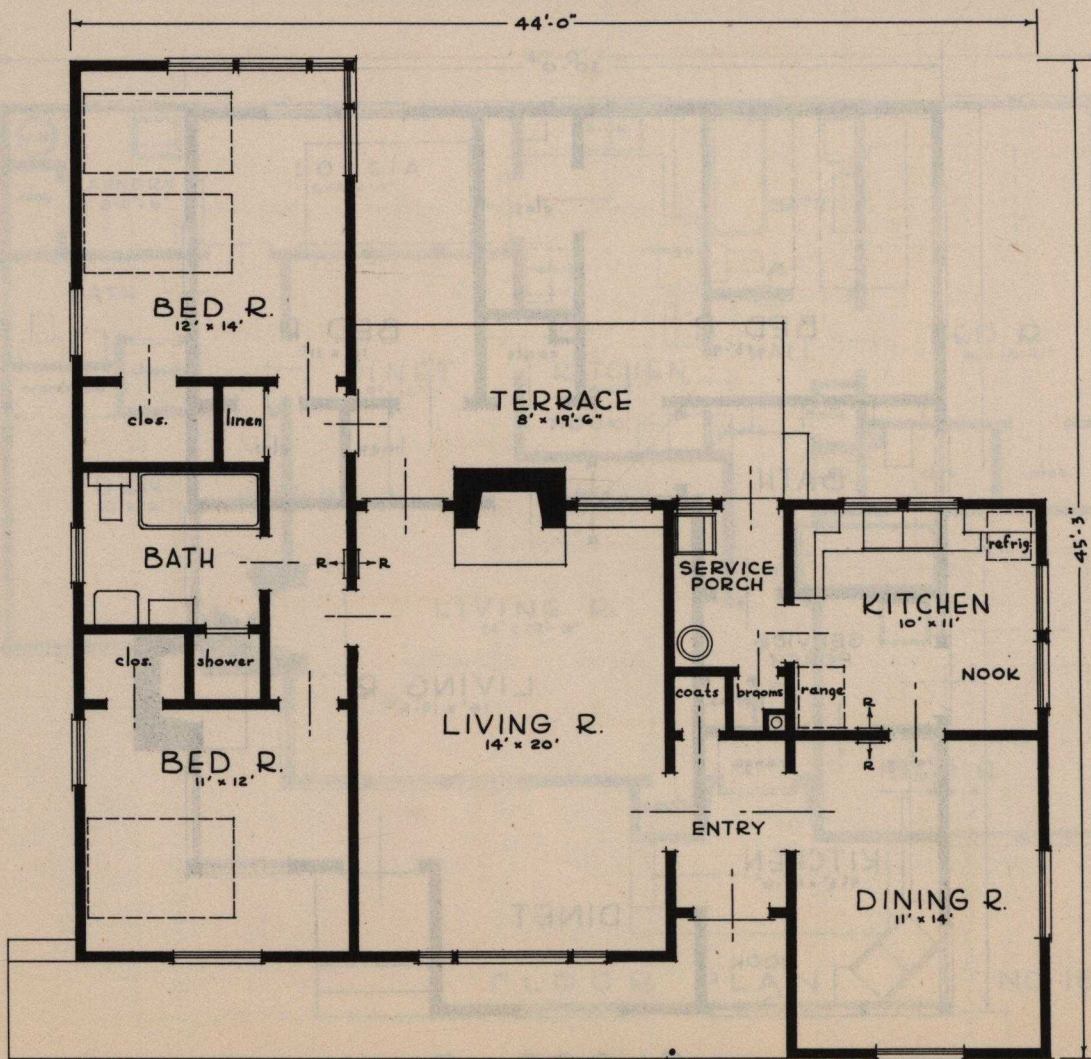 44'-0"
BED R.
12' x 14'
clos.
linen
TERRACE
8' x 19'-6"
45'-3"
BATH
R
R
SERVICE
PORCH
refrig.
KITCHEN
10' x 11'
NOOK
clos.
shower
coats
brooms
range
R
R
LIVING R.
14' x 20'
BED R.
11' x 12'
ENTRY
DINING R.
11' x 14'